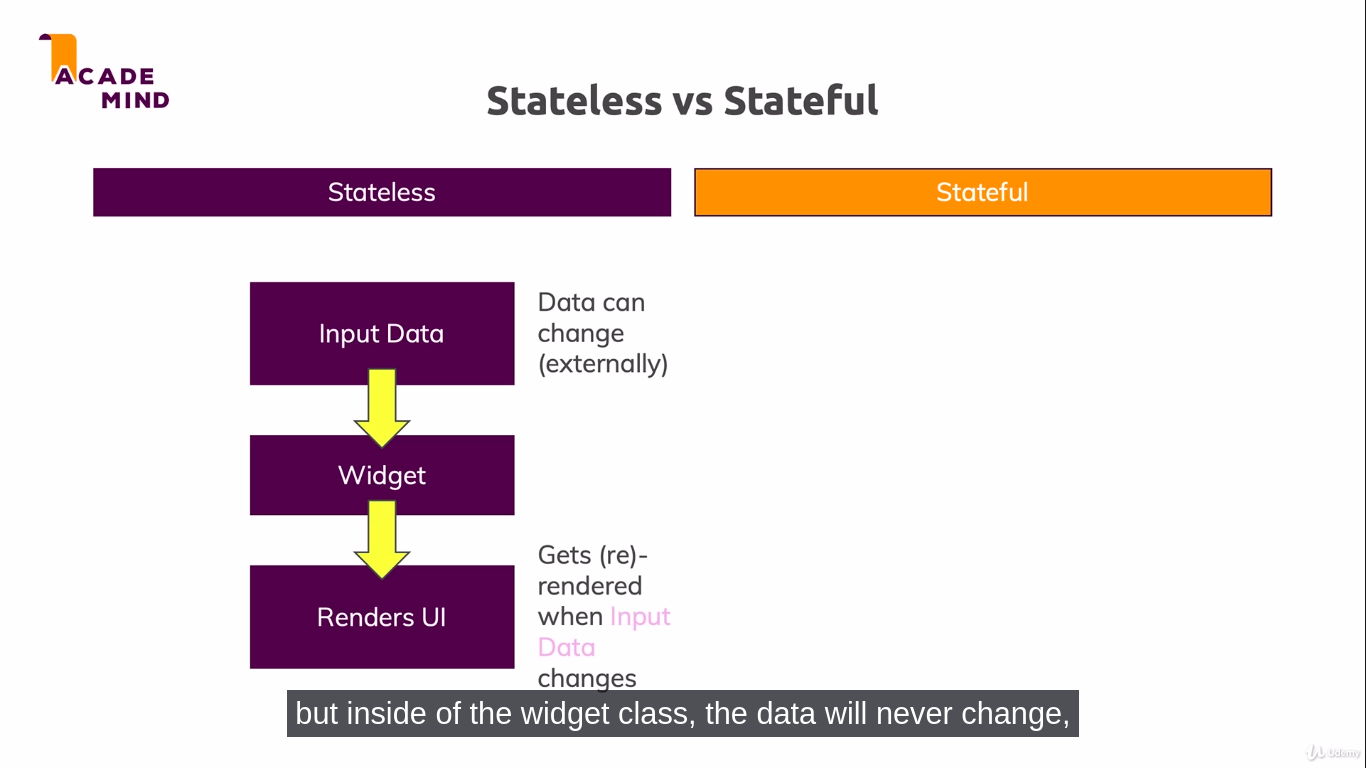 ACADE
MIND
Stateless vs Stateful
Stateless
Stateful
Input Data
Data can
change
(externally)
Widget
Renders UI
Gets (re)-
rendered
when Input
Data
changes
but inside of the widget class, the data will never change,
Udemy